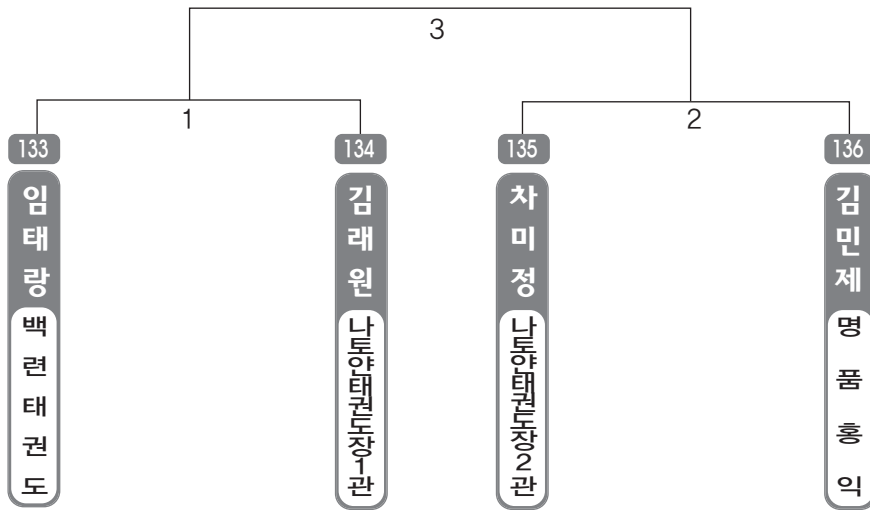 3
1
2
133
134
135
136
임태랑
백련태권도
김래원
나토얀태권도장1관
차미정
나토얀태권도장2관
김민제
명품홍익